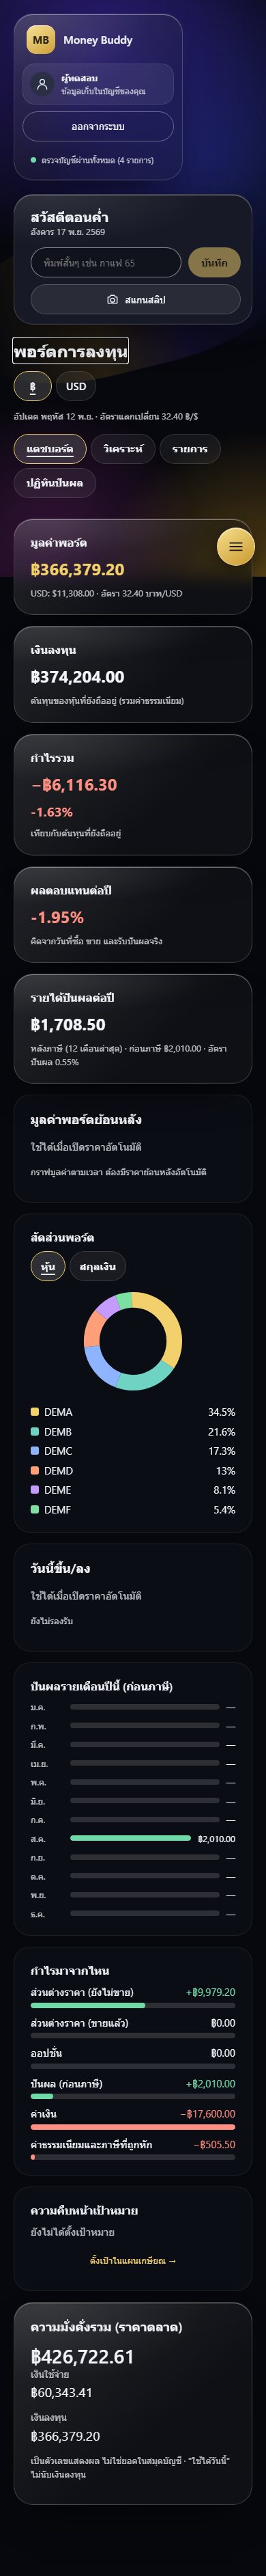 MB Money Buddy
ผู้ทดสอบ
ข้อมูลเก็บในบัญชีของคุณ
ออกจากระบบ
ตรวจบัญชีผ่านทั้งหมด (4 รายการ)
สวัสดีตอนค่ำ
อังคาร 17 พ.ย. 2569
พิมพ์สั้นๆ เช่น กาแฟ 65
บันทึก
สแกนสลิป
พอร์ตการลงทุน
฿ USD
อัปเดต พฤหัส 12 พ.ย. · อัตราแลกเปลี่ยน 32.40 ฿/$
แดชบอร์ด วิเคราะห์ รายการ
ปฏิทินปันผล
มูลค่าพอร์ต
฿366,379.20
USD: $11,308.00 · อัตรา 32.40 บาท/USD
เงินลงทุน
฿374,204.00
ต้นทุนของหุ้นที่ยังถืออยู่ (รวมค่าธรรมเนียม)
กำไรรวม
−฿6,116.30
-1.63%
เทียบกับต้นทุนที่ยังถืออยู่
ผลตอบแทนต่อปี
-1.95%
คิดจากวันที่ซื้อ ขาย และรับปันผลจริง
รายได้ปันผลต่อปี
฿1,708.50
หลังภาษี (12 เดือนล่าสุด) · ก่อนภาษี ฿2,010.00 · อัตรา
ปันผล 0.55%
มูลค่าพอร์ตย้อนหลัง
ใช้ได้เมื่อเปิดราคาอัตโนมัติ
กราฟมูลค่าตามเวลา ต้องมีราคาย้อนหลังอัตโนมัติ
สัดส่วนพอร์ต
หุ้น สกุลเงิน
DEMA 34.5%
DEMB 21.6%
DEMC 17.3%
DEMD 13%
DEME 8.1%
DEMF 5.4%
วันนี้ขึ้น/ลง
ใช้ได้เมื่อเปิดราคาอัตโนมัติ
ยังไม่รองรับ
ปันผลรายเดือนปีนี้ (ก่อนภาษี)
ม.ค. —
ก.พ. —
มี.ค. —
เม.ย. —
พ.ค. —
มิ.ย. —
ก.ค. —
ส.ค. ฿2,010.00
ก.ย. —
ต.ค. —
พ.ย. —
ธ.ค. —
กำไรมาจากไหน
ส่วนต่างราคา (ยังไม่ขาย) +฿9,979.20
ส่วนต่างราคา (ขายแล้ว) ฿0.00
ออปชั่น ฿0.00
ปันผล (ก่อนภาษี) +฿2,010.00
ค่าเงิน −฿17,600.00
ค่าธรรมเนียมและภาษีที่ถูกหัก −฿505.50
ความคืบหน้าเป้าหมาย
ยังไม่ได้ตั้งเป้าหมาย
ตั้งเป้าในแผนเกษียณ →
ความมั่งคั่งรวม (ราคาตลาด)
฿426,722.61
เงินใช้จ่าย
฿60,343.41
เงินลงทุน
฿366,379.20
เป็นตัวเลขแสดงผล ไม่ใช่ยอดในสมุดบัญชี · "ใช้ได้วันนี้"
ไม่นับเงินลงทุน